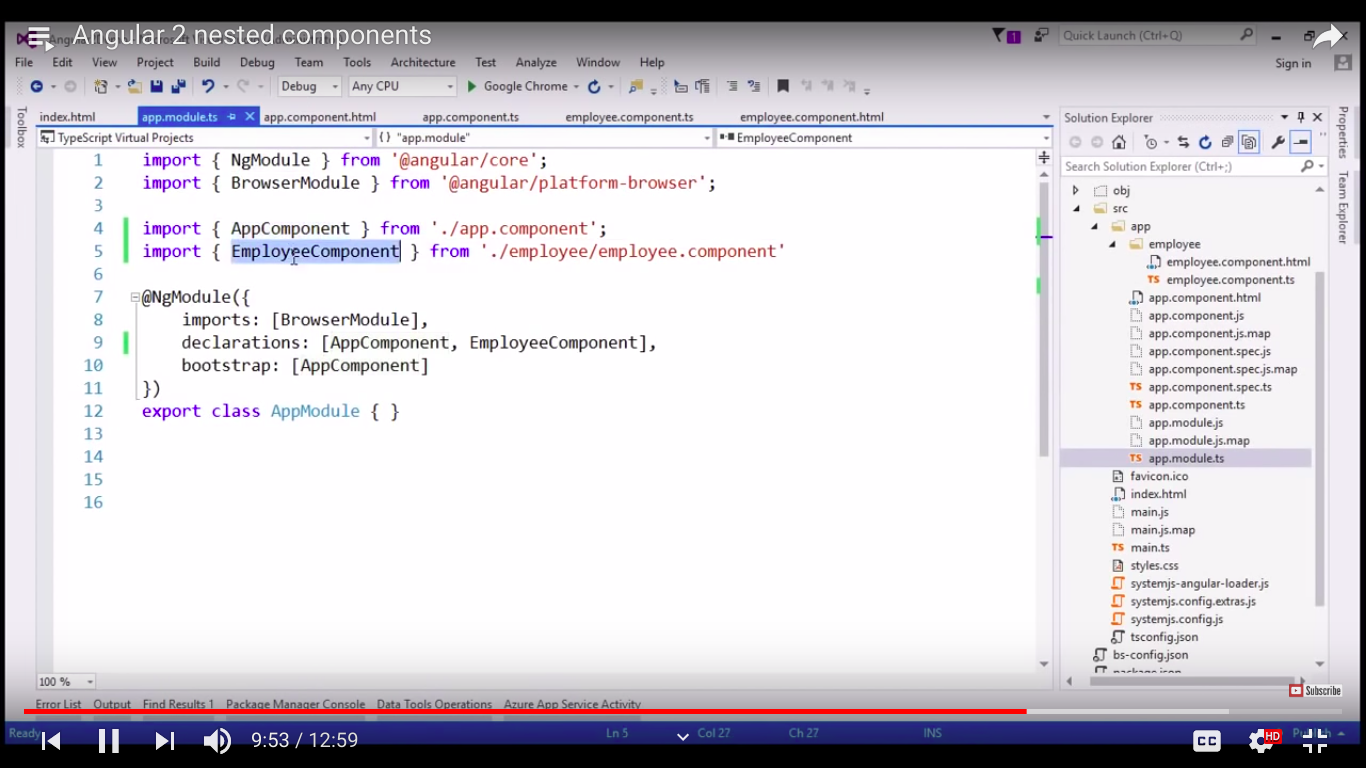 Angular 2 nested components
Quick Launch (Ctrl+Q)
File Edit View Project Build Debug Team Tools Architecture Test Analyze Window Help
Sign in
Debug Any CPU Google Chrome
index.html app.module.ts app.component.html app.component.ts employee.component.ts employee.component.html
TypeScript Virtual Projects {} "app.module" EmployeeComponent
Toolbox
1 import { NgModule } from '@angular/core';
2 import { BrowserModule } from '@angular/platform-browser';
3
4 import { AppComponent } from './app.component';
5 import { EmployeeComponent } from './employee/employee.component'
6
7 @NgModule({
8 imports: [BrowserModule],
9 declarations: [AppComponent, EmployeeComponent],
10 bootstrap: [AppComponent]
11 })
12 export class AppModule { }
13
14
15
16
100 %
Solution Explorer
Search Solution Explorer (Ctrl+;)
obj
src
app
employee
employee.component.html
TS employee.component.ts
app.component.html
app.component.js
app.component.js.map
app.component.spec.js
app.component.spec.js.map
TS app.component.spec.ts
TS app.component.ts
app.module.js
app.module.js.map
TS app.module.ts
favicon.ico
index.html
main.js
main.js.map
TS main.ts
styles.css
systemjs-angular-loader.js
systemjs.config.extras.js
systemjs.config.js
tsconfig.json
bs-config.json
package.json
Properties
Team Explorer
Subscribe
Error List Output Find Results 1 Package Manager Console Data Tools Operations Azure App Service Activity
Ready Ln 5 Col 27 Ch 27 INS Publish
9:53 / 12:59
CC HD